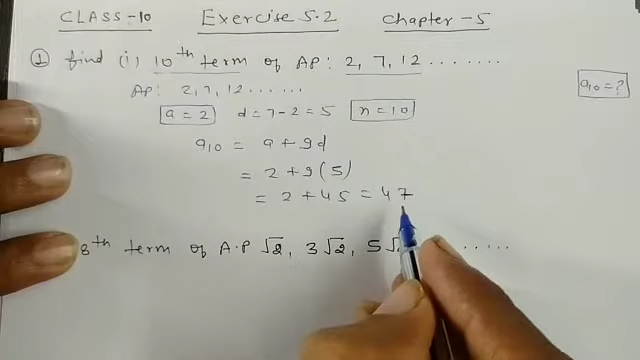 CLASS-10 Exercise 5.2 Chapter-5
① find (i) 10th term of AP: 2, 7, 12 ........
AP: 2, 7, 12 ......
a10 = ?
a = 2 d = 7-2 = 5 n = 10
a10 = a + 9d
= 2 + 9(5)
= 2 + 45 = 47
8th term of A.P √2, 3√2, 5√ .....